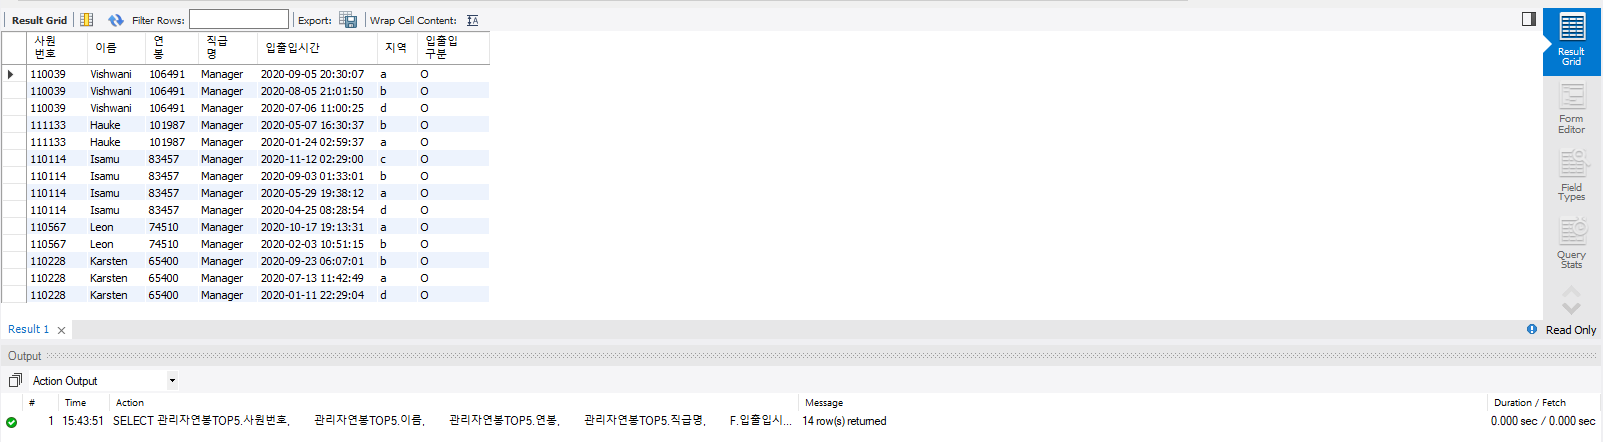 Result Grid Filter Rows: Export: Wrap Cell Content: IA
사원 번호 이름 연 봉 직급 명 입출입시간 지역 입출입 구분
110039 Vishwani 106491 Manager 2020-09-05 20:30:07 a O
110039 Vishwani 106491 Manager 2020-08-05 21:01:50 b O
110039 Vishwani 106491 Manager 2020-07-06 11:00:25 d O
111133 Hauke 101987 Manager 2020-05-07 16:30:37 b O
111133 Hauke 101987 Manager 2020-01-24 02:59:37 a O
110114 Isamu 83457 Manager 2020-11-12 02:29:00 c O
110114 Isamu 83457 Manager 2020-09-03 01:33:01 b O
110114 Isamu 83457 Manager 2020-05-29 19:38:12 a O
110114 Isamu 83457 Manager 2020-04-25 08:28:54 d O
110567 Leon 74510 Manager 2020-10-17 19:13:31 a O
110567 Leon 74510 Manager 2020-02-03 10:51:15 b O
110228 Karsten 65400 Manager 2020-09-23 06:07:01 b O
110228 Karsten 65400 Manager 2020-07-13 11:42:49 a O
110228 Karsten 65400 Manager 2020-01-11 22:29:04 d O
Result
Grid
Form
Editor
Field
Types
Query
Stats
Result 1 × Read Only
Output
Action Output
# Time Action Message Duration / Fetch
1 15:43:51 SELECT 관리자연봉TOP5.사원번호, 관리자연봉TOP5.이름, 관리자연봉TOP5.연봉, 관리자연봉TOP5.직급명, F.입출입시... 14 row(s) returned 0.000 sec / 0.000 sec